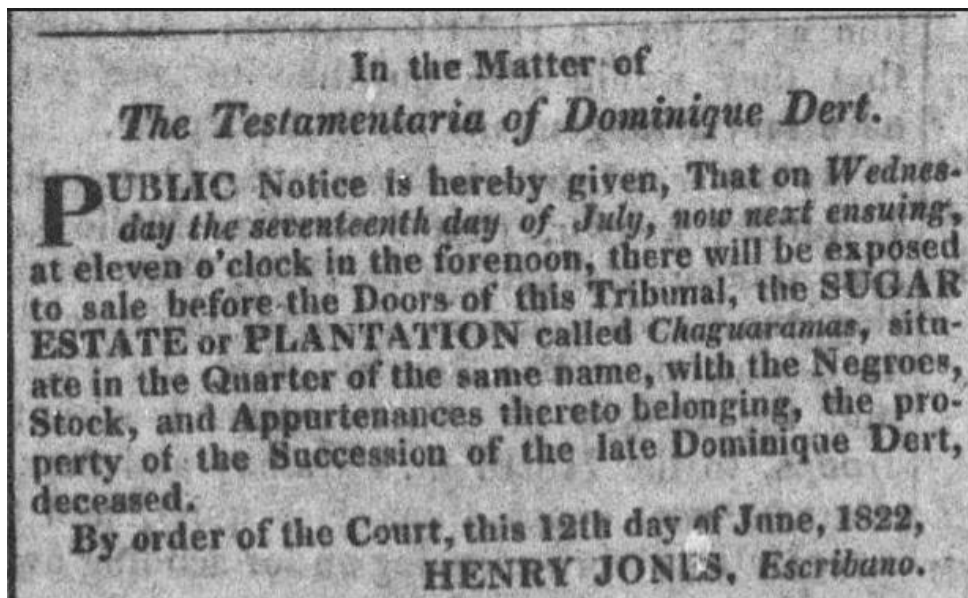 In the Matter of
The Testamentaria of Dominique Dert.
PUBLIC Notice is hereby given, That on Wednes-
day the seventeenth day of July, now next ensuing,
at eleven o'clock in the forenoon, there will be exposed
to sale before the Doors of this Tribunal, the SUGAR
ESTATE or PLANTATION called Chaguaramas, situ-
ate in the Quarter of the same name, with the Negroes,
Stock, and Appurtenances thereto belonging, the pro-
perty of the Succession of the late Dominique Dert,
deceased.
By order of the Court, this 12th day of June, 1822,
HENRY JONES, Escribano.